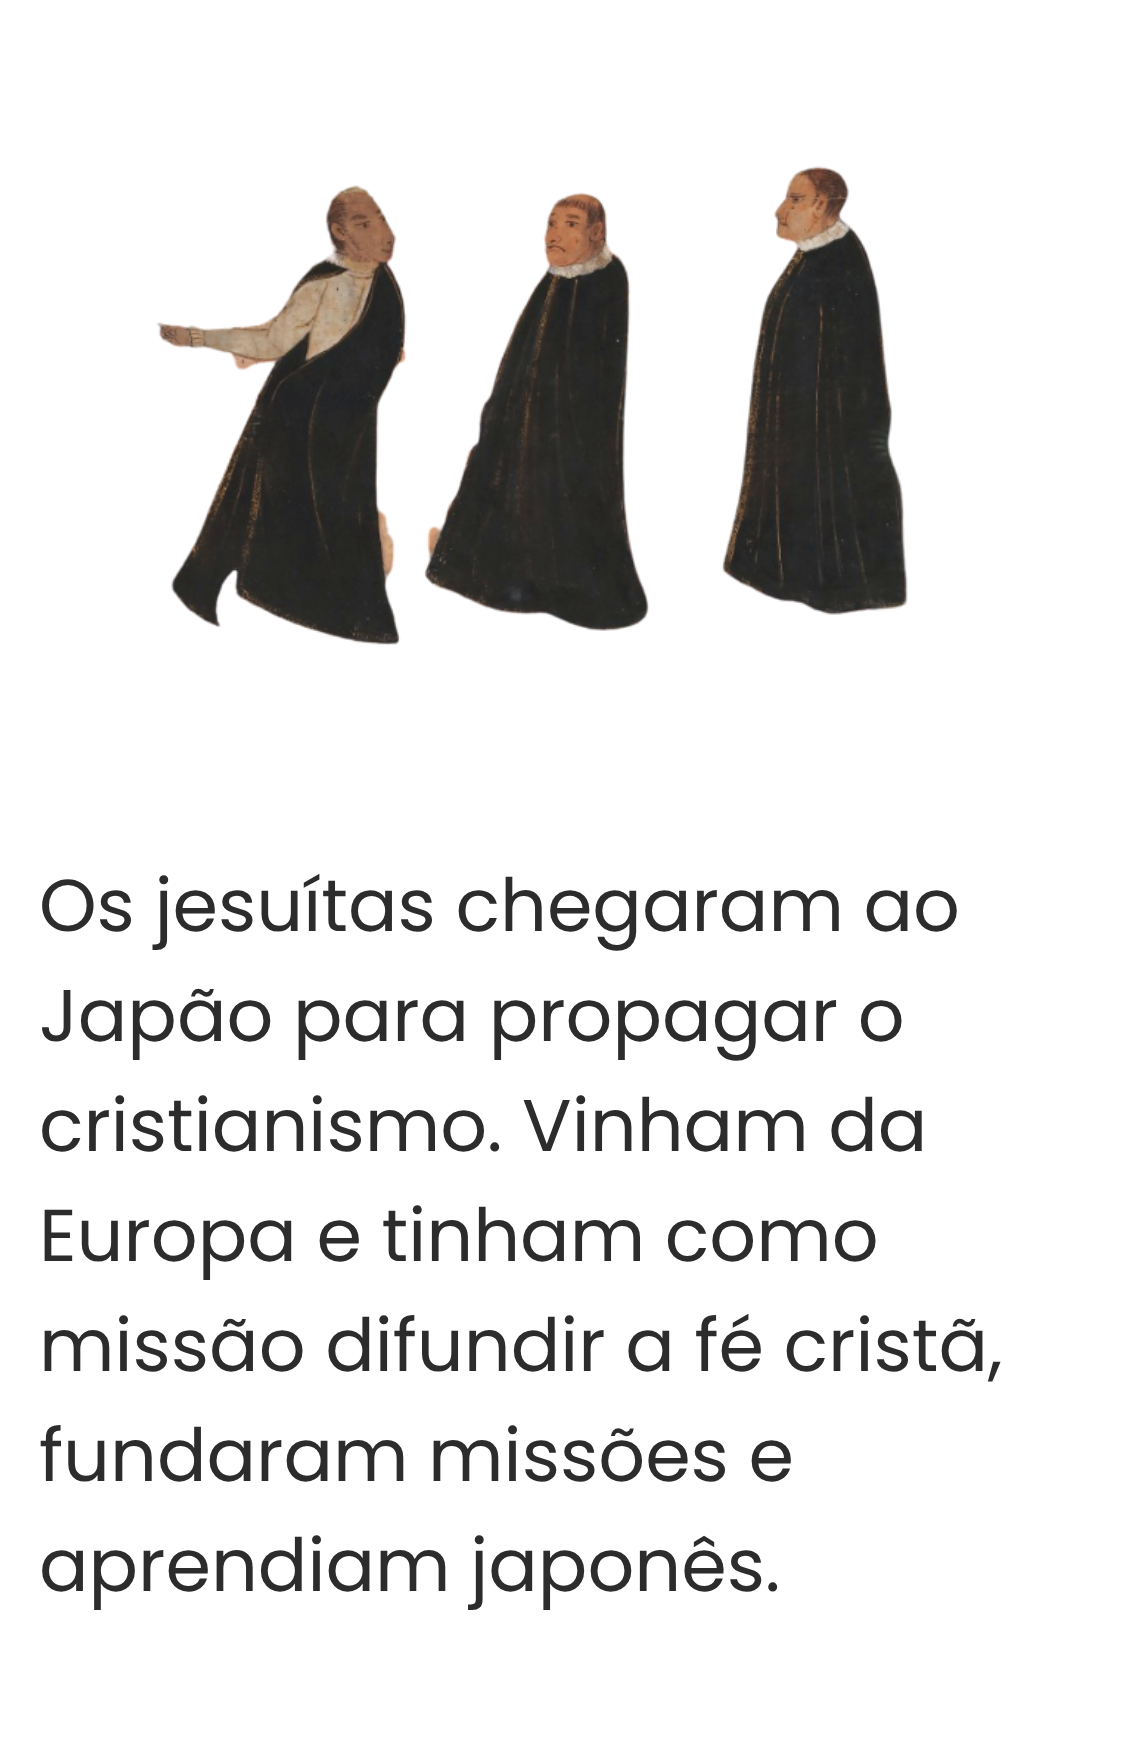 Os jesuítas chegaram ao
Japão para propagar o
cristianismo. Vinham da
Europa e tinham como
missão difundir a fé cristã,
fundaram missões e
aprendiam japonês.